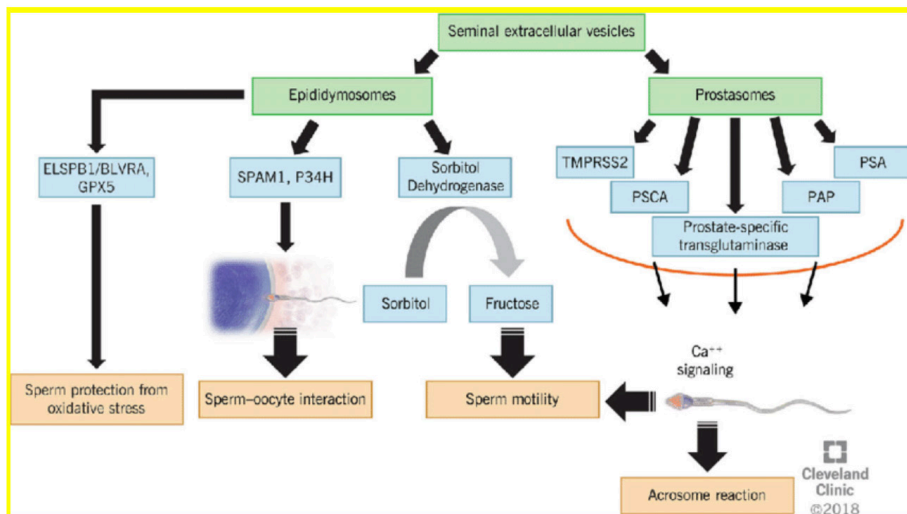 Seminal extracellular vesicles
Epididymosomes
Prostasomes
ELSPB1/BLVRA,
GPX5
SPAM1, P34H
Sorbitol
Dehydrogenase
TMPRSS2
PSA
PSCA
PAP
Prostate-specific
transglutaminase
Sorbitol
Fructose
Ca++
signaling
Sperm protection from
oxidative stress
Sperm–oocyte interaction
Sperm motility
Acrosome reaction
Cleveland
Clinic
©2018